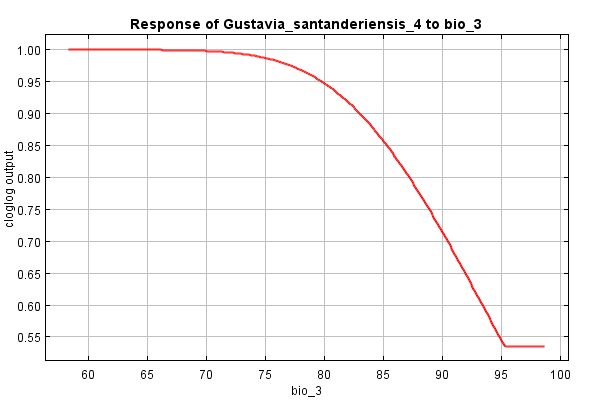 Response of Gustavia_santanderiensis_4 to bio_3
cloglog output
1.00
0.95
0.90
0.85
0.80
0.75
0.70
0.65
0.60
0.55
60 65 70 75 80 85 90 95 100
bio_3